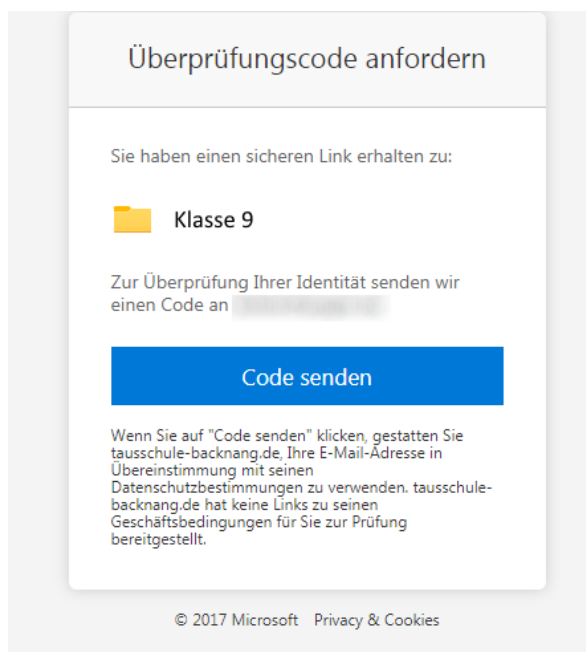 Überprüfungscode anfordern
Sie haben einen sicheren Link erhalten zu:
Klasse 9
Zur Überprüfung Ihrer Identität senden wir
einen Code an
Code senden
Wenn Sie auf "Code senden" klicken, gestatten Sie
tausschule-backnang.de, Ihre E-Mail-Adresse in
Übereinstimmung mit seinen
Datenschutzbestimmungen zu verwenden. tausschule-
backnang.de hat keine Links zu seinen
Geschäftsbedingungen für Sie zur Prüfung
bereitgestellt.
© 2017 Microsoft Privacy & Cookies